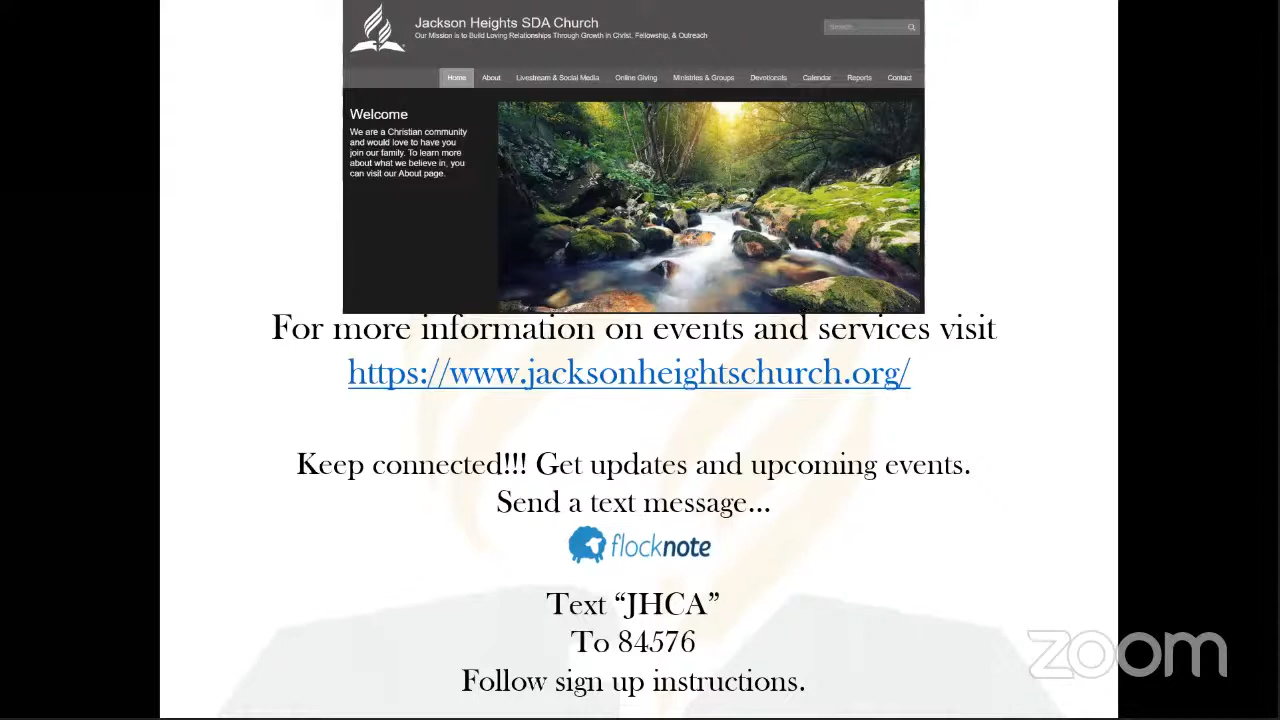 Jackson Heights SDA Church
Our Mission is to Build Loving Relationships Through Growth in Christ, Fellowship, & Outreach
Search...
Home About Livestream & Social Media Online Giving Ministries & Groups Devotionals Calendar Reports Contact
Welcome
We are a Christian community
and would love to have you
join our family. To learn more
about what we believe in, you
can visit our About page.
For more information on events and services visit
https://www.jacksonheightschurch.org/
Keep connected!!! Get updates and upcoming events.
Send a text message...
flocknote
Text “JHCA”
To 84576
Follow sign up instructions.
zoom